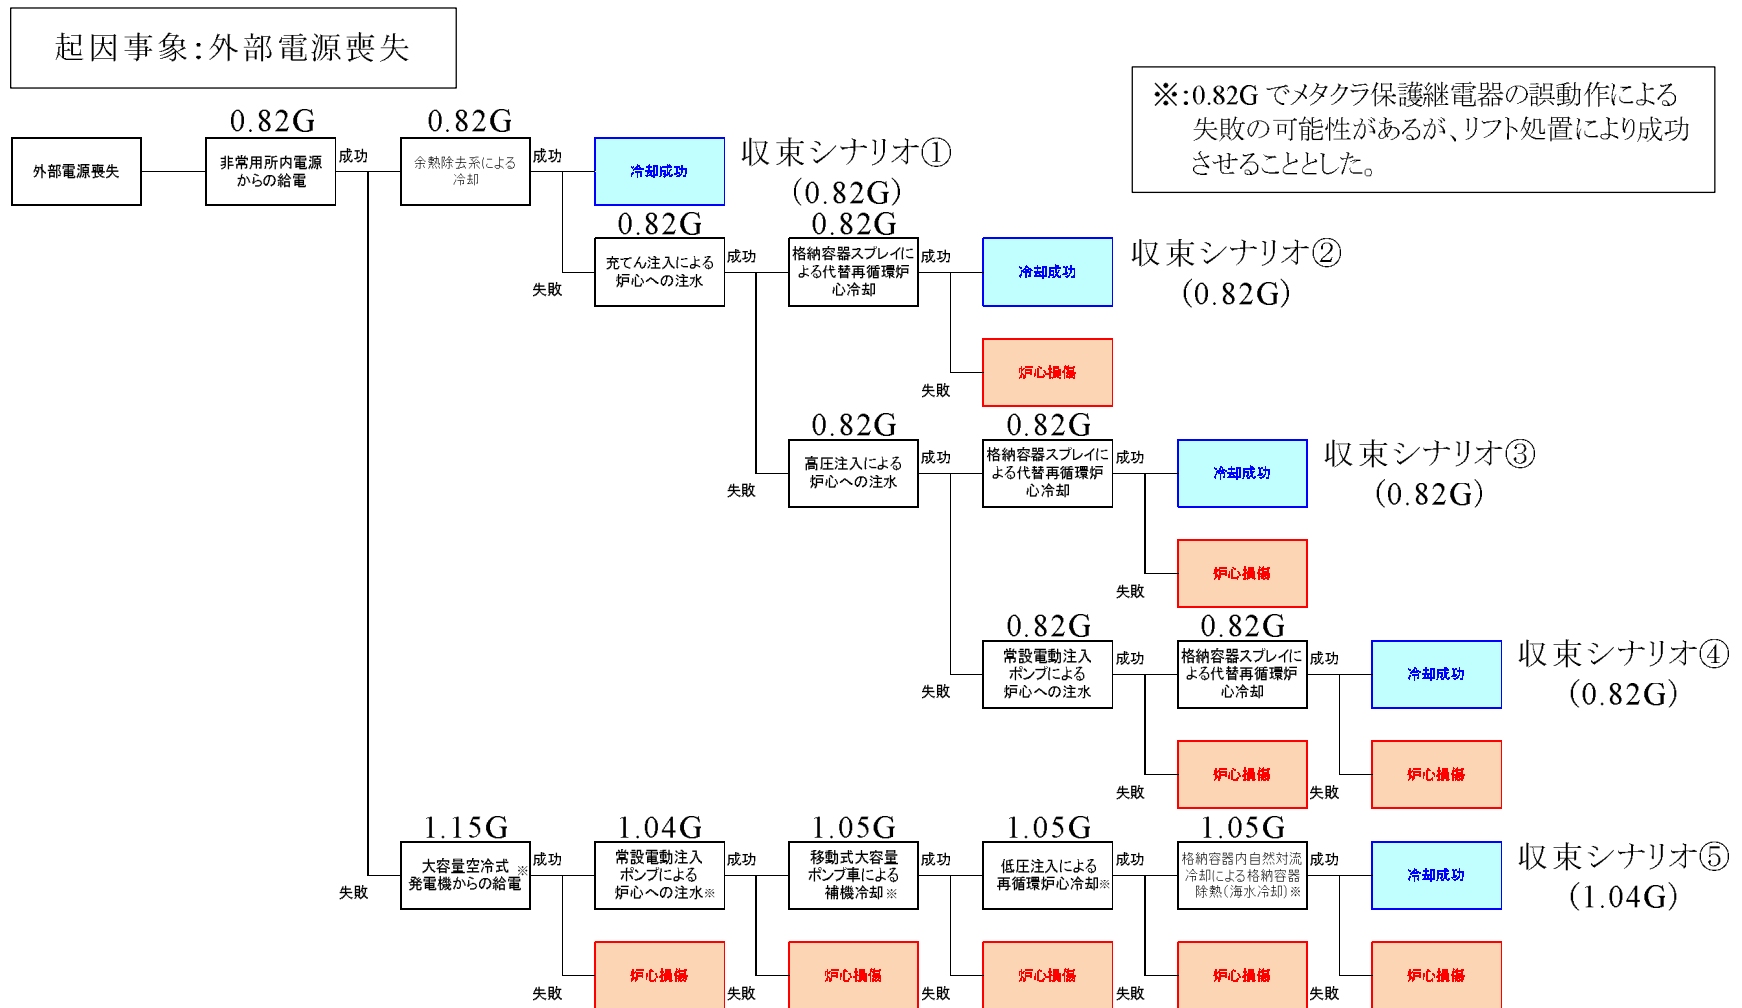 起因事象:外部電源喪失
※:0.82G でメタクラ保護継電器の誤動作による
失敗の可能性があるが、リフト処置により成功
させることとした。
外部電源喪失
0.82G
非常用所内電源
からの給電
成功
0.82G
余熱除去系による
冷却
成功
冷却成功
収束シナリオ①
(0.82G)
失敗
0.82G
充てん注入による
炉心への注水
成功
0.82G
格納容器スプレイに
よる代替再循環炉
心冷却
成功
冷却成功
収束シナリオ②
(0.82G)
失敗
炉心損傷
失敗
0.82G
高圧注入による
炉心への注水
成功
0.82G
格納容器スプレイに
よる代替再循環炉
心冷却
成功
冷却成功
収束シナリオ③
(0.82G)
失敗
炉心損傷
失敗
0.82G
常設電動注入
ポンプによる
炉心への注水
成功
0.82G
格納容器スプレイに
よる代替再循環炉
心冷却
成功
冷却成功
収束シナリオ④
(0.82G)
失敗
炉心損傷
失敗
炉心損傷
失敗
1.15G
大容量空冷式
発電機からの給電※
成功
1.04G
常設電動注入
ポンプによる
炉心への注水※
成功
1.05G
移動式大容量
ポンプ車による
補機冷却※
成功
1.05G
低圧注入による
再循環炉心冷却※
成功
1.05G
格納容器内自然対流
冷却による格納容器
除熱(海水冷却)※
成功
冷却成功
収束シナリオ⑤
(1.04G)
失敗
炉心損傷
失敗
炉心損傷
失敗
炉心損傷
失敗
炉心損傷
失敗
炉心損傷